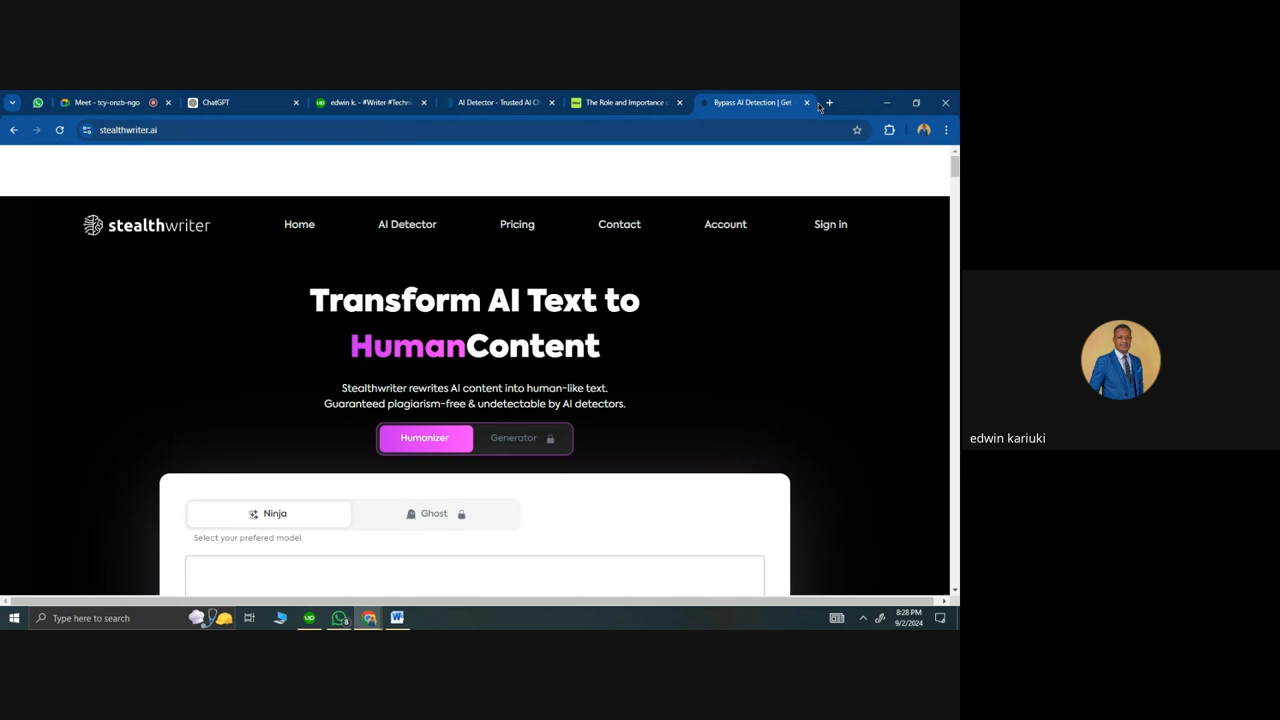 Meet - tcy-onzb-ngo
ChatGPT
edwin k. - #Writer #Techni
AI Detector - Trusted AI Ch
The Role and Importance o
Bypass AI Detection | Get
stealthwriter.ai
stealthwriter
Home
AI Detector
Pricing
Contact
Account
Sign in
Transform AI Text to
HumanContent
Stealthwriter rewrites AI content into human-like text.
Guaranteed plagiarism-free & undetectable by AI detectors.
Humanizer
Generator
Ninja
Ghost
Select your prefered model
edwin kariuki
Type here to search
up
8
W
8:28 PM
9/2/2024